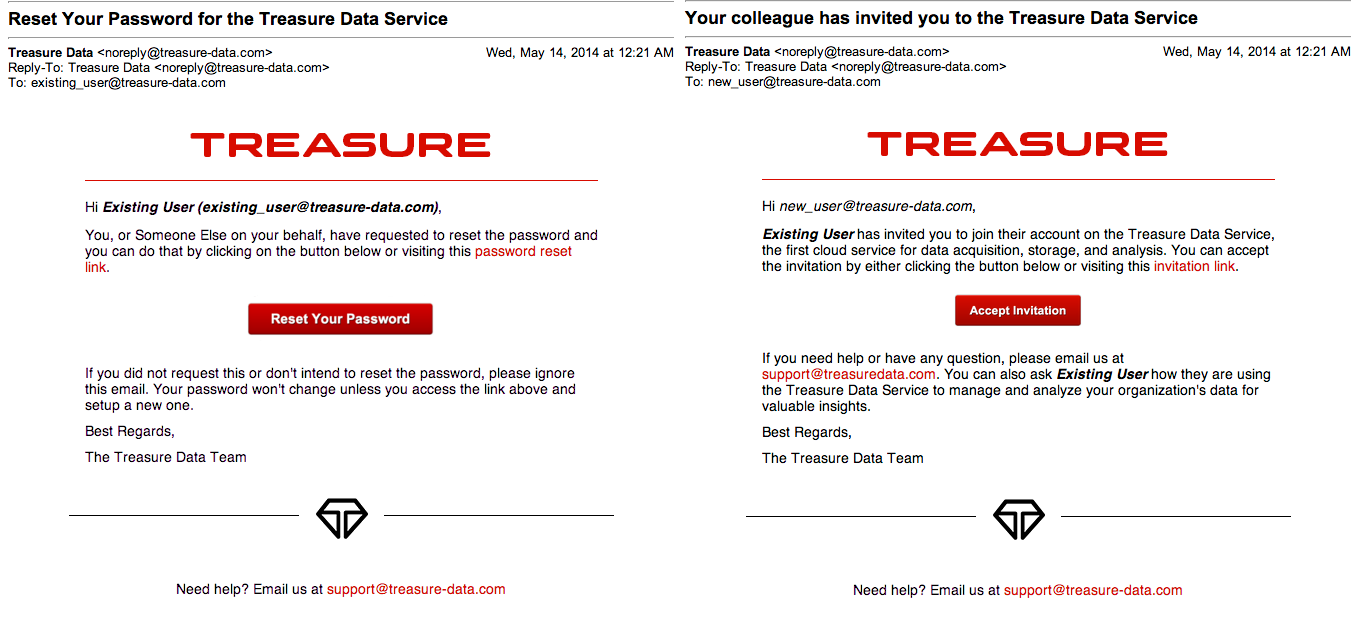 Reset Your Password for the Treasure Data Service
Treasure Data <noreply@treasure-data.com> Wed, May 14, 2014 at 12:21 AM
Reply-To: Treasure Data <noreply@treasure-data.com>
To: existing_user@treasure-data.com
TREASURE
Hi Existing User (existing_user@treasure-data.com),
You, or Someone Else on your behalf, have requested to reset the password and
you can do that by clicking on the button below or visiting this password reset
link.
Reset Your Password
If you did not request this or don't intend to reset the password, please ignore
this email. Your password won't change unless you access the link above and
setup a new one.
Best Regards,
The Treasure Data Team
Need help? Email us at support@treasure-data.com
Your colleague has invited you to the Treasure Data Service
Treasure Data <noreply@treasure-data.com> Wed, May 14, 2014 at 12:21 AM
Reply-To: Treasure Data <noreply@treasure-data.com>
To: new_user@treasure-data.com
TREASURE
Hi new_user@treasure-data.com,
Existing User has invited you to join their account on the Treasure Data Service,
the first cloud service for data acquisition, storage, and analysis. You can accept
the invitation by either clicking the button below or visiting this invitation link.
Accept Invitation
If you need help or have any question, please email us at
support@treasuredata.com. You can also ask Existing User how they are using
the Treasure Data Service to manage and analyze your organization's data for
valuable insights.
Best Regards,
The Treasure Data Team
Need help? Email us at support@treasure-data.com